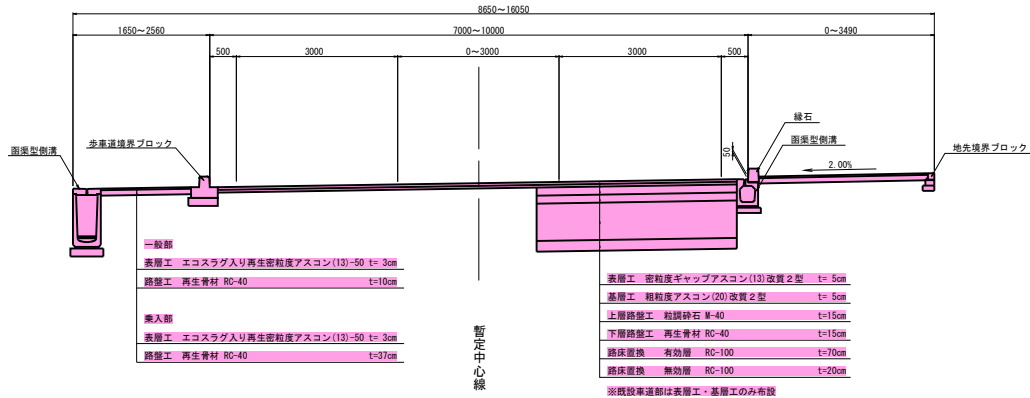 8650～16050
1650～2560
7000～10000
0～3490
500
3000
0～3000
3000
500
縁石
函渠型側溝
歩車道境界ブロック
函渠型側溝
50
2.00%
地先境界ブロック
一般部
表層工 エコスラグ入り再生密粒度アスコン(13)-50 t= 3cm
路盤工 再生骨材 RC-40 t=10cm
乗入部
表層工 エコスラグ入り再生密粒度アスコン(13)-50 t= 3cm
路盤工 再生骨材 RC-40 t=37cm
暫定中心線
表層工 密粒度ギャップアスコン(13)改質２型 t= 5cm
基層工 粗粒度アスコン(20)改質２型 t= 5cm
上層路盤工 粒調砕石 M-40 t=15cm
下層路盤工 再生骨材 RC-40 t=15cm
路床置換 有効層 RC-100 t=70cm
路床置換 無効層 RC-100 t=20cm
※既設車道部は表層工・基層工のみ布設